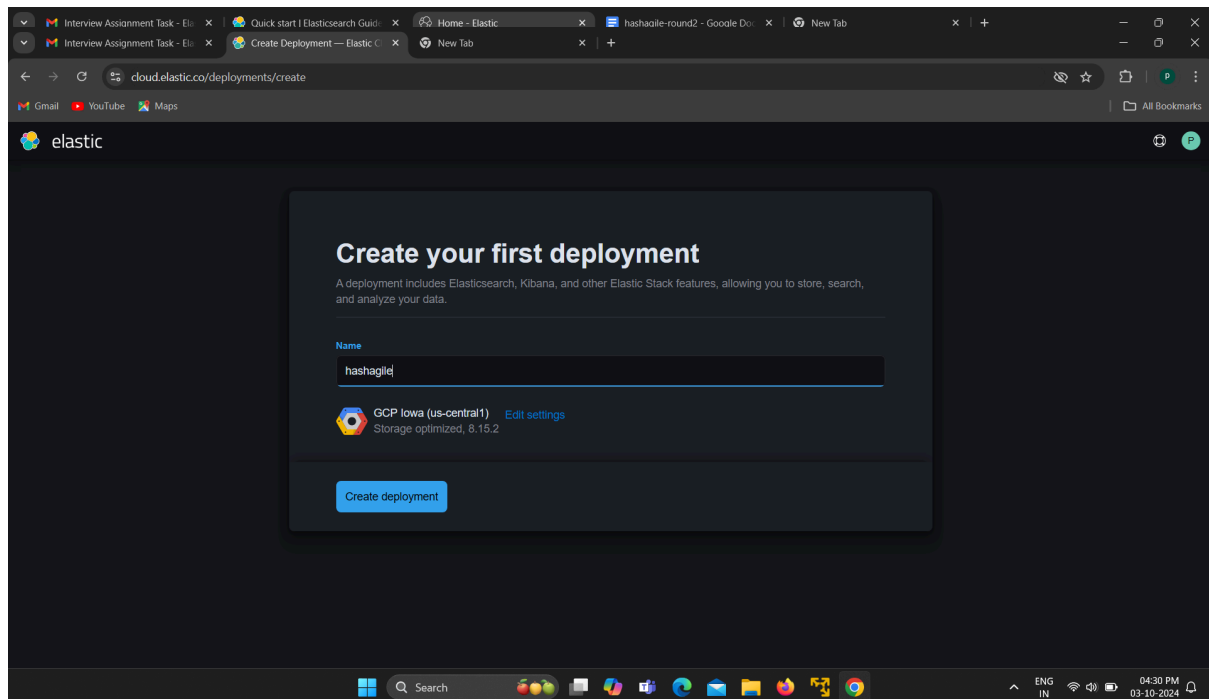 Interview Assignment Task - Ela
Quick start | Elasticsearch Guide
Home - Elastic
hashagile-round2 - Google Doc
New Tab
Interview Assignment Task - Ela
Create Deployment — Elastic C
New Tab
cloud.elastic.co/deployments/create
P
Gmail
YouTube
Maps
All Bookmarks
elastic
P
Create your first deployment
A deployment includes Elasticsearch, Kibana, and other Elastic Stack features, allowing you to store, search,
and analyze your data.
Name
hashagile
GCP Iowa (us-central1) Edit settings
Storage optimized, 8.15.2
Create deployment
Search
ENG
IN
04:30 PM
03-10-2024